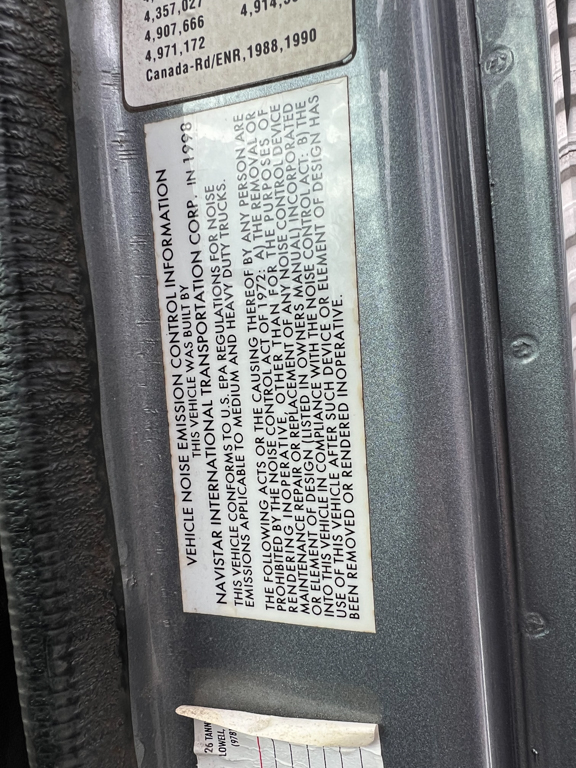 4,357,027
4,907,666
4,971,172
Canada-Rd/ENR,1988,1990
VEHICLE NOISE EMISSION CONTROL INFORMATION
THIS VEHICLE WAS BUILT BY
NAVISTAR INTERNATIONAL TRANSPORTATION CORP. IN 1998
THIS VEHICLE CONFORMS TO U.S. EPA REGULATIONS FOR NOISE
EMISSIONS APPLICABLE TO MEDIUM AND HEAVY DUTY TRUCKS.
THE FOLLOWING ACTS OR THE CAUSING THEREOF BY ANY PERSON ARE
PROHIBITED BY THE NOISE CONTROL ACT OF 1972: A) THE REMOVAL OR
RENDERING INOPERATIVE, OTHER THAN FOR THE PURPOSES OF
MAINTENANCE REPAIR OR REPLACEMENT OF ANY NOISE CONTROL DEVICE
OR ELEMENT OF DESIGN (LISTED IN OWNERS MANUAL) INCORPORATED
INTO THIS VEHICLE IN COMPLIANCE WITH THE NOISE CONTROL ACT: B) THE
USE OF THIS VEHICLE AFTER SUCH DEVICE OR ELEMENT OF DESIGN HAS
BEEN REMOVED OR RENDERED INOPERATIVE.
26 TANN
LOWELL,
(978)